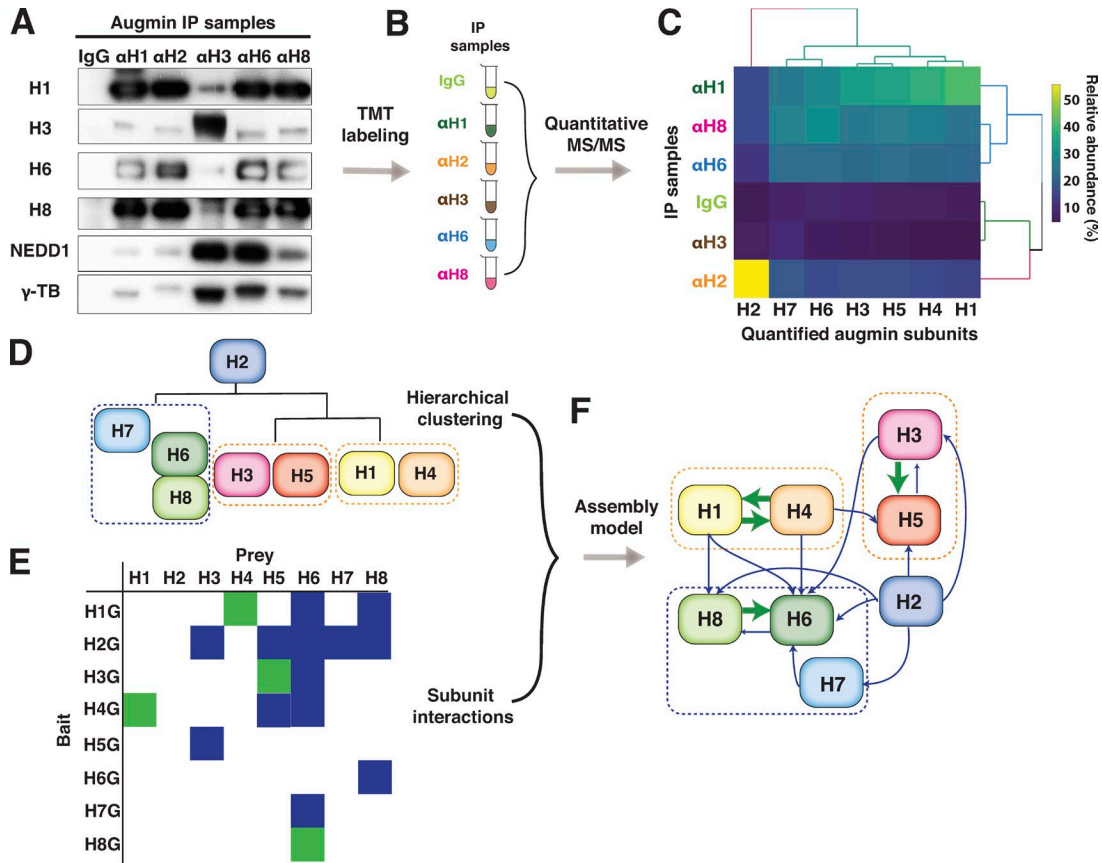 A
Augmin IP samples
IgG αH1 αH2 αH3 αH6 αH8
H1
H3
H6
H8
NEDD1
γ-TB
TMT
labeling
B
IP
samples
IgG
αH1
αH2
αH3
αH6
αH8
Quantitative
MS/MS
C
IP samples
αH1
αH8
αH6
IgG
αH3
αH2
H2 H7 H6 H3 H5 H4 H1
Quantified augmin subunits
50
40
30
20
10
Relative abundance (%)
D
H2
H7
H6
H8
H3
H5
H1
H4
Hierarchical
clustering
E
Prey
H1 H2 H3 H4 H5 H6 H7 H8
Bait
H1G
H2G
H3G
H4G
H5G
H6G
H7G
H8G
Subunit
interactions
Assembly
model
F
H3
H1
H4
H5
H8
H6
H2
H7